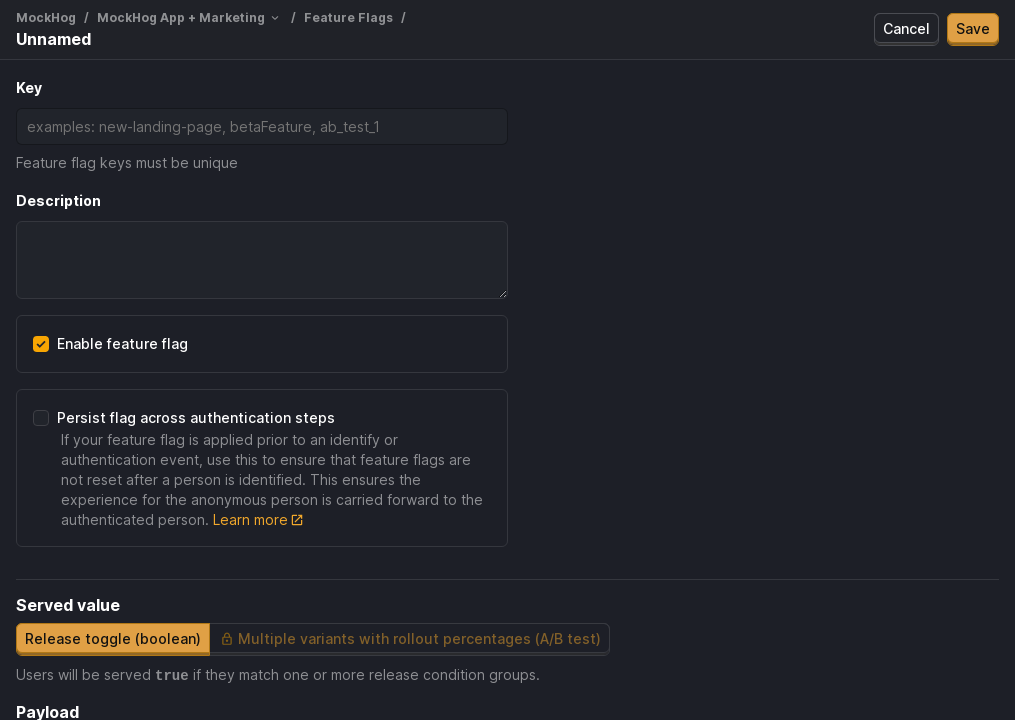 MockHog / MockHog App + Marketing / Feature Flags /
Unnamed
Cancel
Save
Key
examples: new-landing-page, betaFeature, ab_test_1
Feature flag keys must be unique
Description
Enable feature flag
Persist flag across authentication steps
If your feature flag is applied prior to an identify or
authentication event, use this to ensure that feature flags are
not reset after a person is identified. This ensures the
experience for the anonymous person is carried forward to the
authenticated person. Learn more
Served value
Release toggle (boolean)
Multiple variants with rollout percentages (A/B test)
Users will be served true if they match one or more release condition groups.
Payload